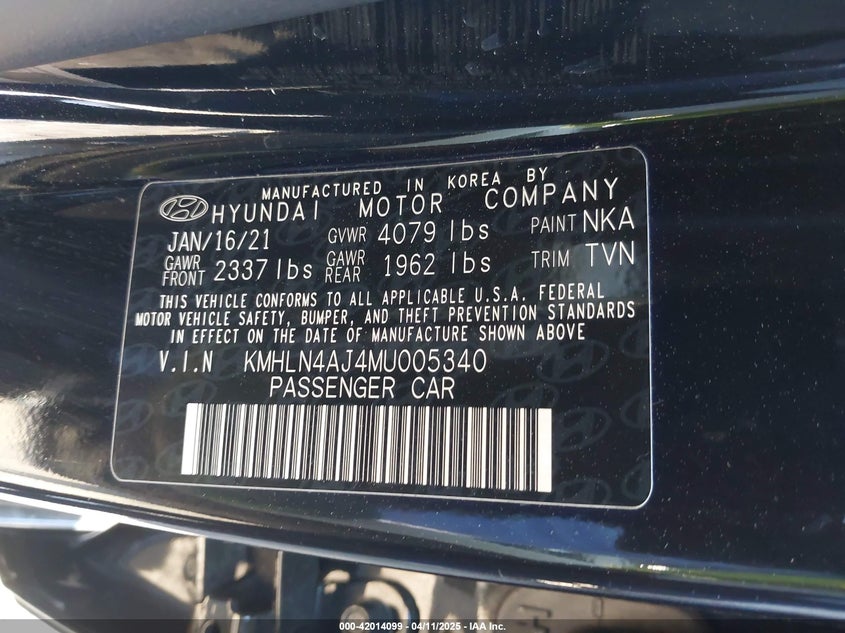 MANUFACTURED IN KOREA BY
HYUNDAI MOTOR COMPANY
JAN/16/21 GVWR 4079 lbs PAINT NKA
GAWR FRONT 2337 lbs GAWR REAR 1962 lbs TRIM TVN
THIS VEHICLE CONFORMS TO ALL APPLICABLE U.S.A. FEDERAL
MOTOR VEHICLE SAFETY, BUMPER, AND THEFT PREVENTION STANDARDS
IN EFFECT ON THE DATE OF MANUFACTURE SHOWN ABOVE
V.I.N KMHLN4AJ4MU005340
PASSENGER CAR
000-42014099 - 04/11/2025 - IAA Inc.